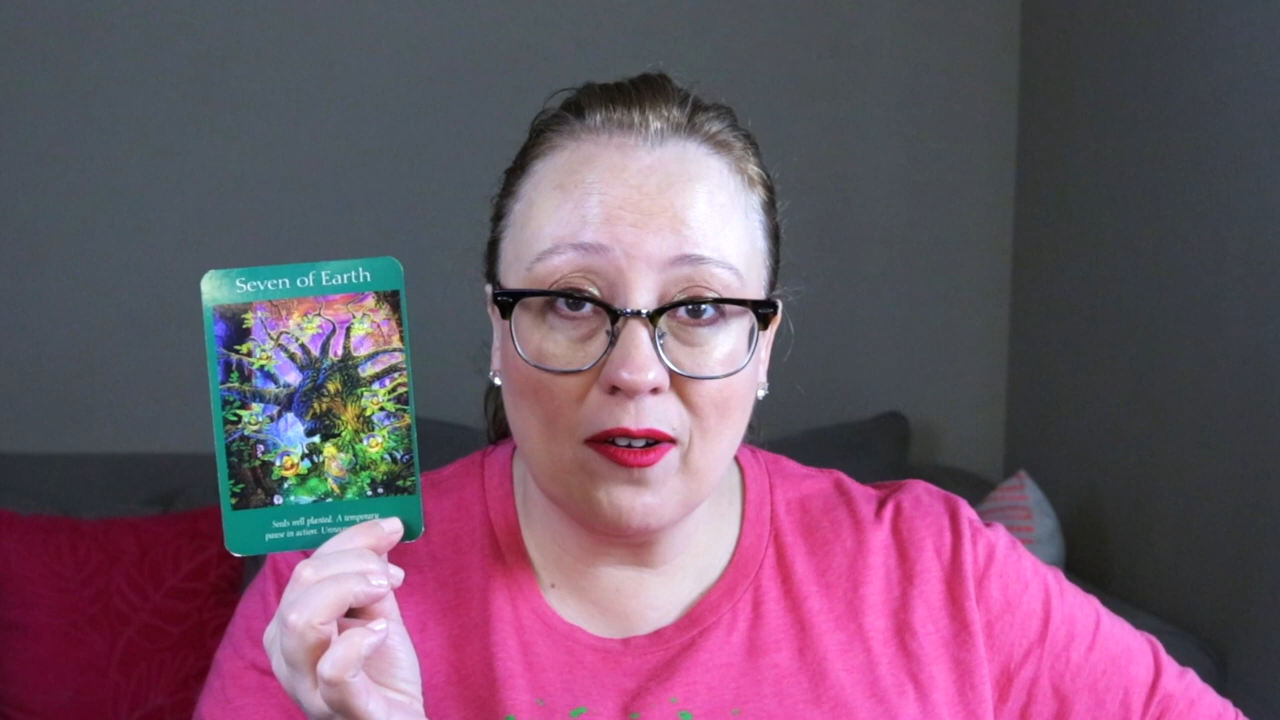 Seven of Earth
Seeds well planted. A temporary
pause in action.